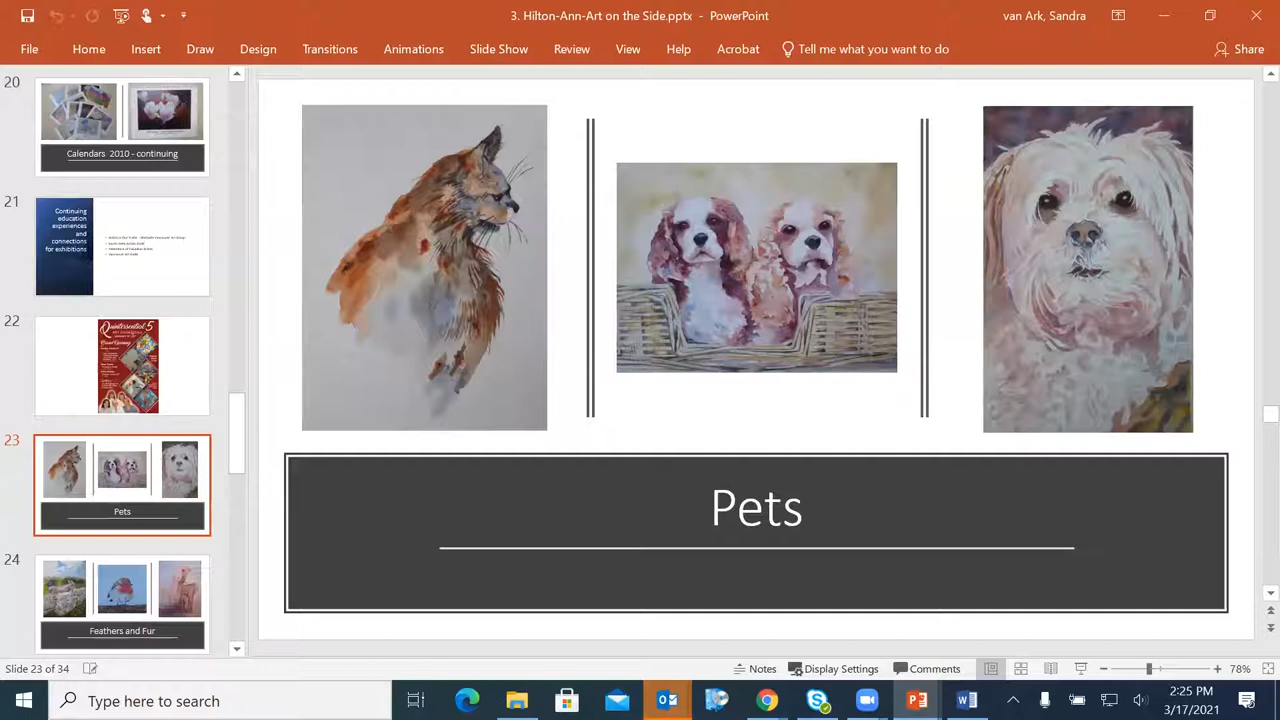 3. Hilton-Ann-Art on the Side.pptx - PowerPoint
van Ark, Sandra
File
Home
Insert
Draw
Design
Transitions
Animations
Slide Show
Review
View
Help
Acrobat
Tell me what you want to do
Share
20
Calendars 2010 - continuing
21
Continuing
education
experiences
and
connections
for exhibitions
22
Quintessential 5
23
Pets
24
Feathers and Fur
Pets
Slide 23 of 34
Notes
Display Settings
Comments
78%
Type here to search
2:25 PM
3/17/2021